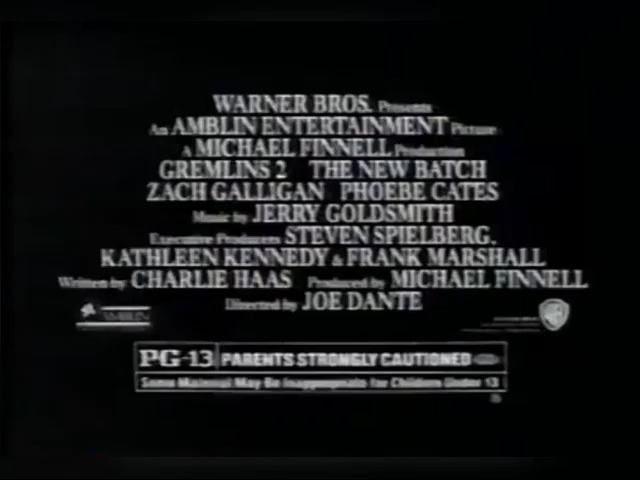 WARNER BROS. Presents
An AMBLIN ENTERTAINMENT Picture
A MICHAEL FINNELL Production
GREMLINS 2 THE NEW BATCH
ZACH GALLIGAN PHOEBE CATES
Music by JERRY GOLDSMITH
Executive Producers STEVEN SPIELBERG,
KATHLEEN KENNEDY & FRANK MARSHALL
Written by CHARLIE HAAS Produced by MICHAEL FINNELL
Directed by JOE DANTE
AMBLIN
PG-13 PARENTS STRONGLY CAUTIONED
Some Material May Be Inappropriate for Children Under 13